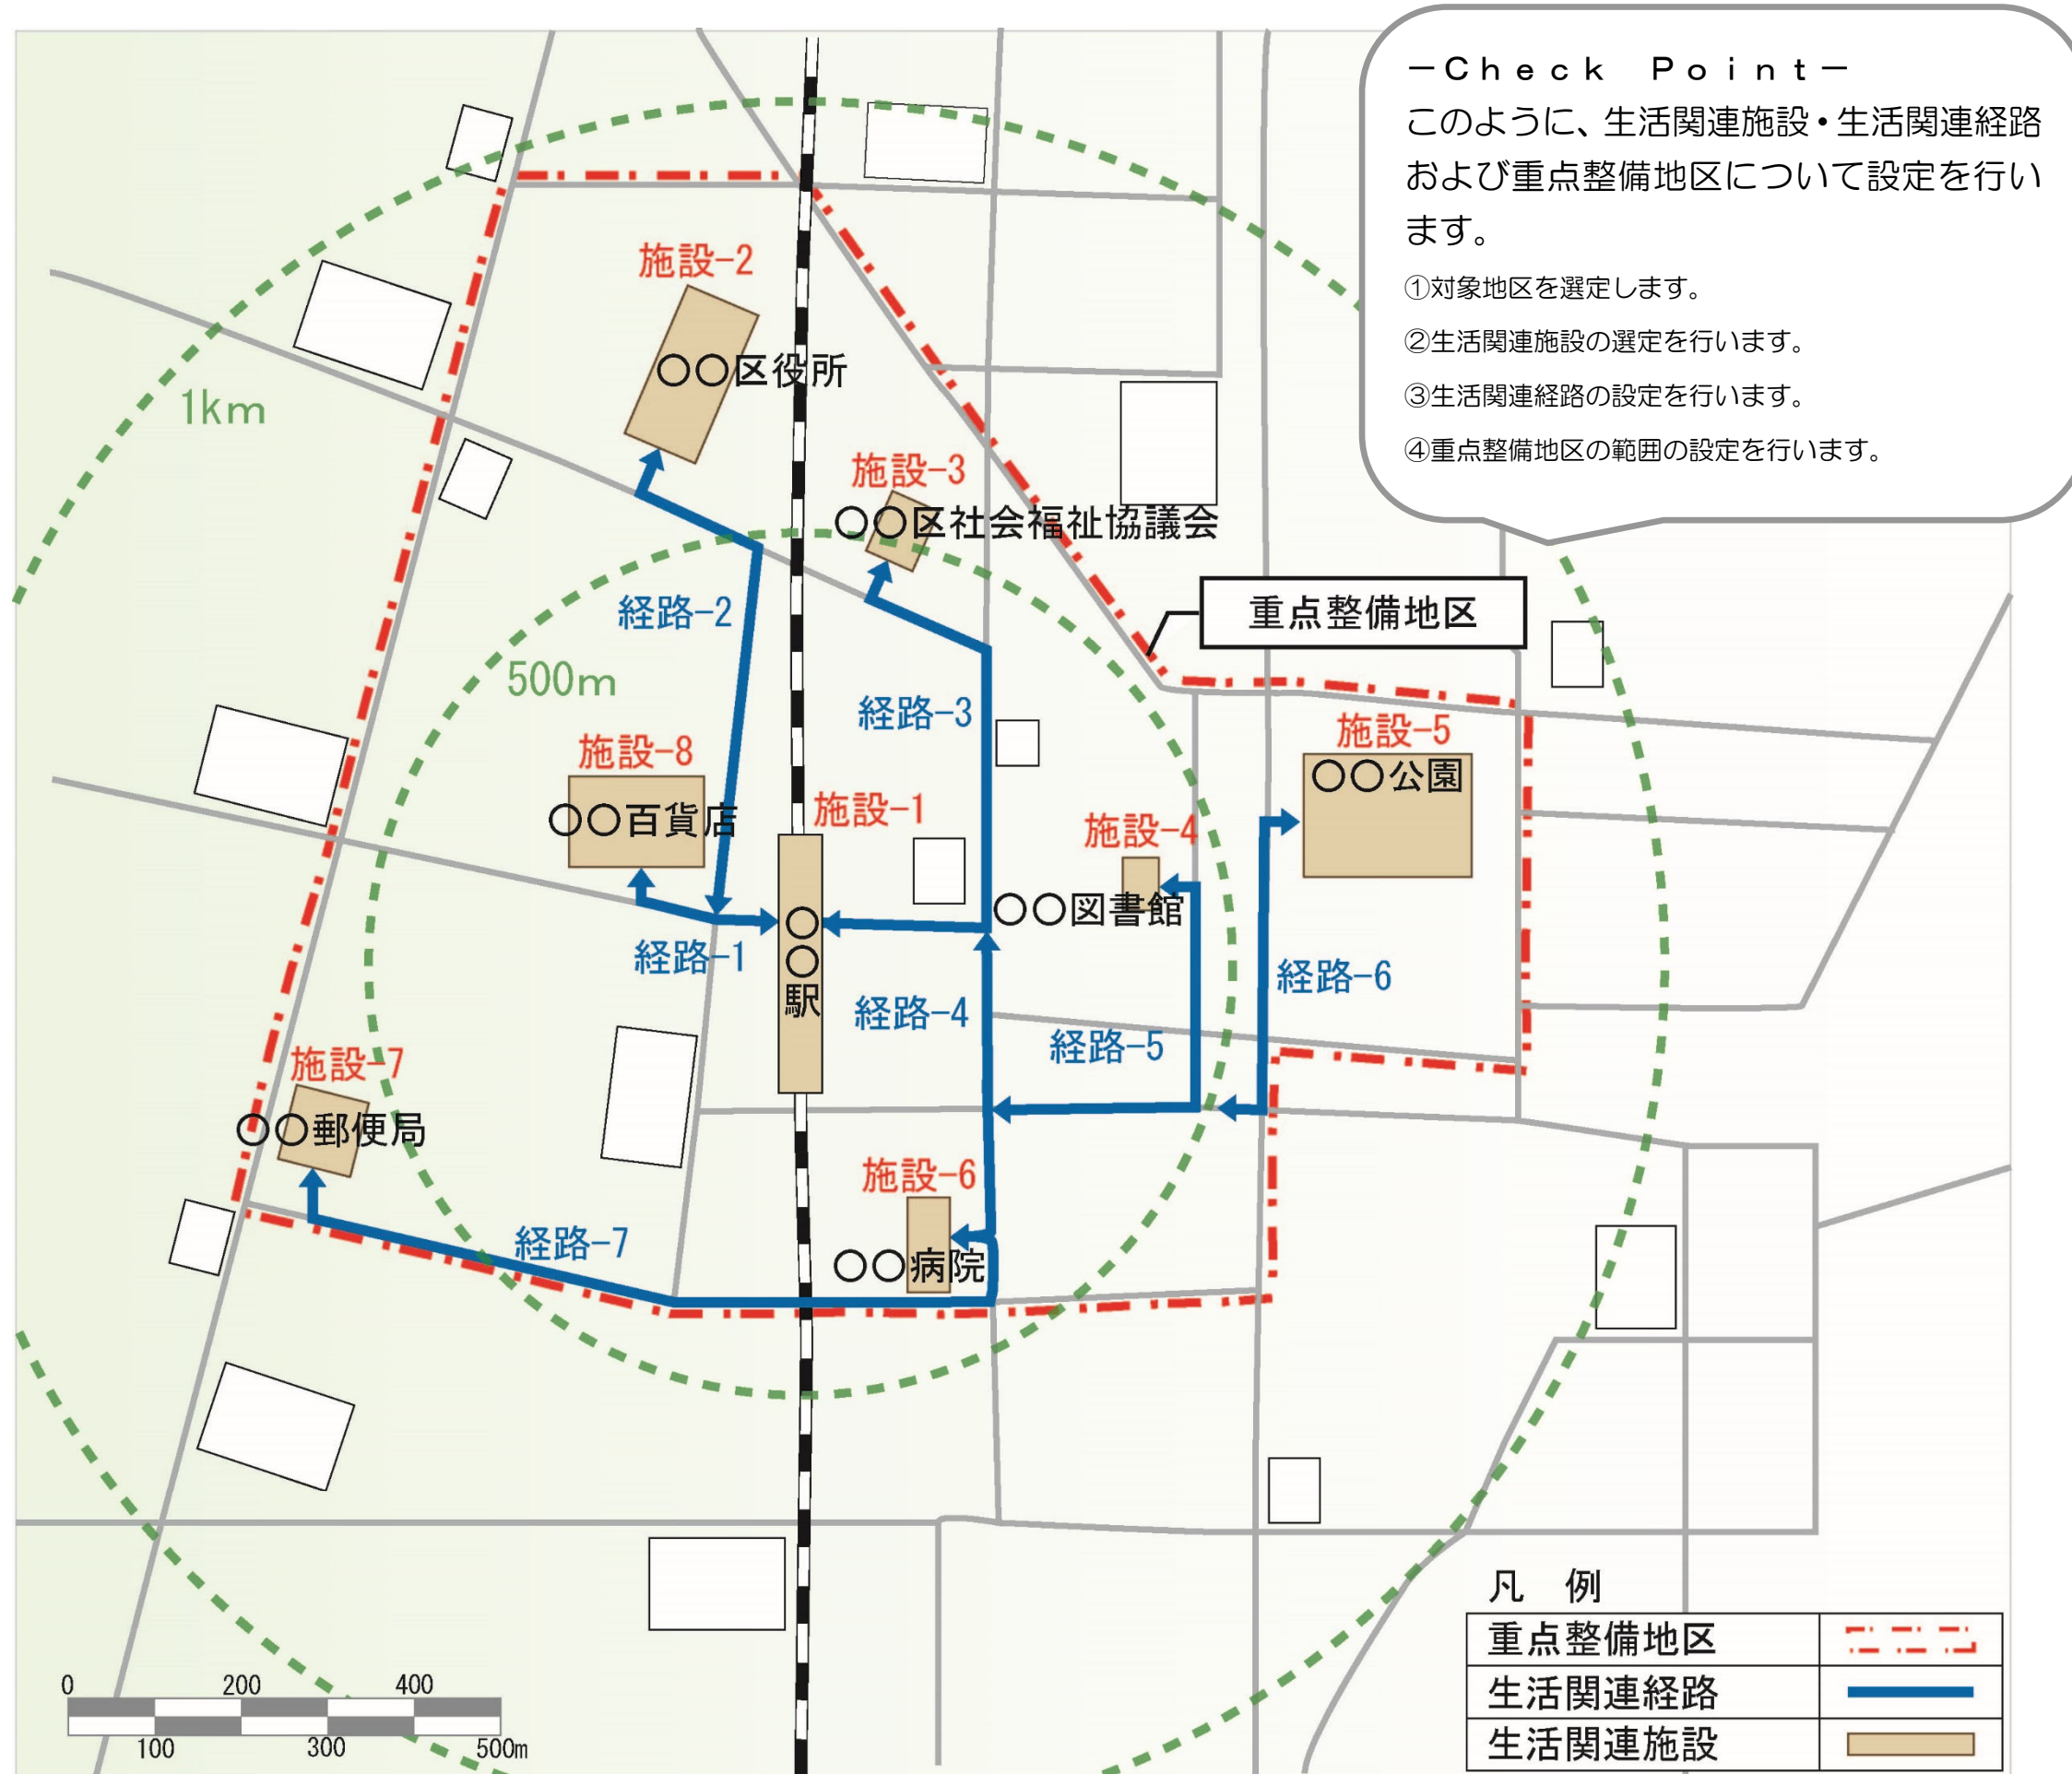 －Ｃｈｅｃｋ　Ｐｏｉｎｔ－
このように、生活関連施設・生活関連経路
および重点整備地区について設定を行い
ます。
①対象地区を選定します。
②生活関連施設の選定を行います。
③生活関連経路の設定を行います。
④重点整備地区の範囲の設定を行います。
施設-2
○○区役所
1km
施設-3
○○区社会福祉協議会
経路-2
重点整備地区
500m
経路-3
施設-5
○○公園
施設-8
○○百貨店
施設-1
施設-4
○○図書館
経路-1
○○駅
経路-6
経路-4
経路-5
施設-7
○○郵便局
施設-6
経路-7
○○病院
凡　例
重点整備地区
生活関連経路
生活関連施設
0 200 400
100 300 500m